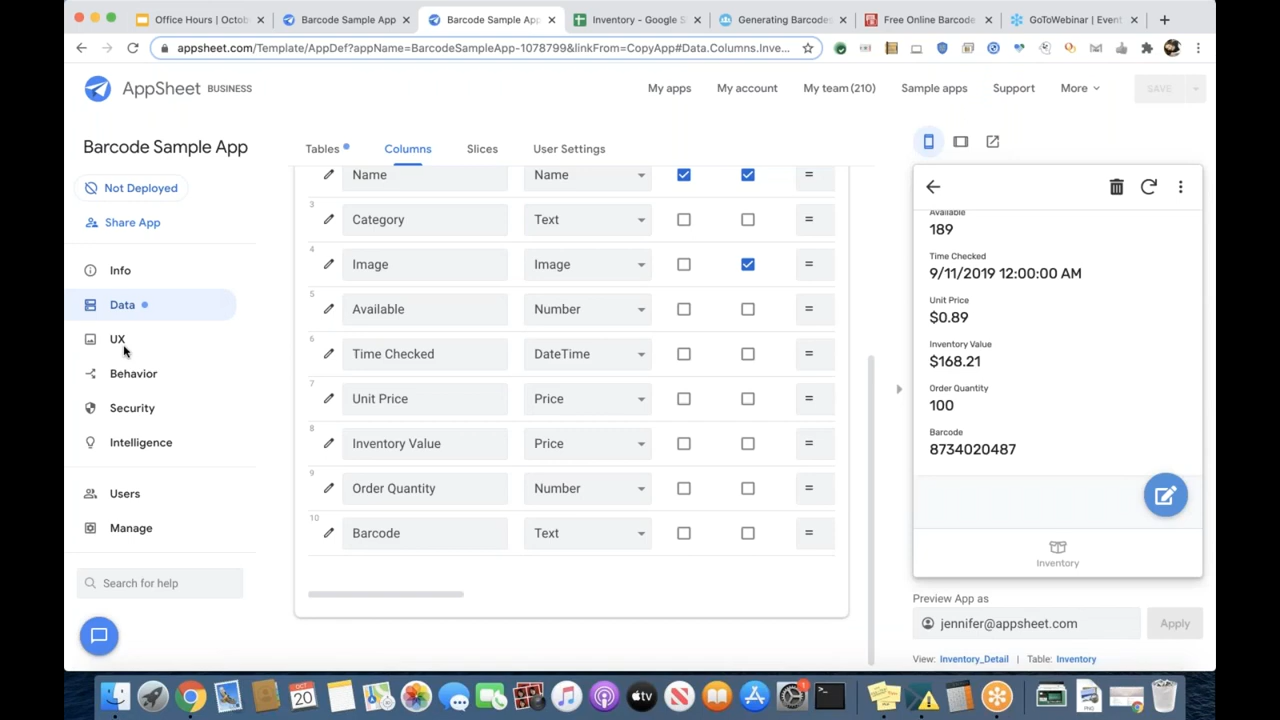 Office Hours | Octob
Barcode Sample App
Barcode Sample App
Inventory - Google S
Generating Barcodes
Free Online Barcode
GoToWebinar | Event
appsheet.com/Template/AppDef?appName=BarcodeSampleApp-1078799&linkFrom=CopyApp#Data.Columns.Inve...
AppSheet BUSINESS
My apps
My account
My team (210)
Sample apps
Support
More
SAVE
Barcode Sample App
Not Deployed
Share App
Info
Data
UX
Behavior
Security
Intelligence
Users
Manage
Search for help
Tables
Columns
Slices
User Settings
Name Name =
3 Category Text =
4 Image Image =
5 Available Number =
6 Time Checked DateTime =
7 Unit Price Price =
8 Inventory Value Price =
9 Order Quantity Number =
10 Barcode Text =
Available
189
Time Checked
9/11/2019 12:00:00 AM
Unit Price
$0.89
Inventory Value
$168.21
Order Quantity
100
Barcode
8734020487
Inventory
Preview App as
jennifer@appsheet.com
Apply
View: Inventory_Detail | Table: Inventory
OCT
20
tv
1